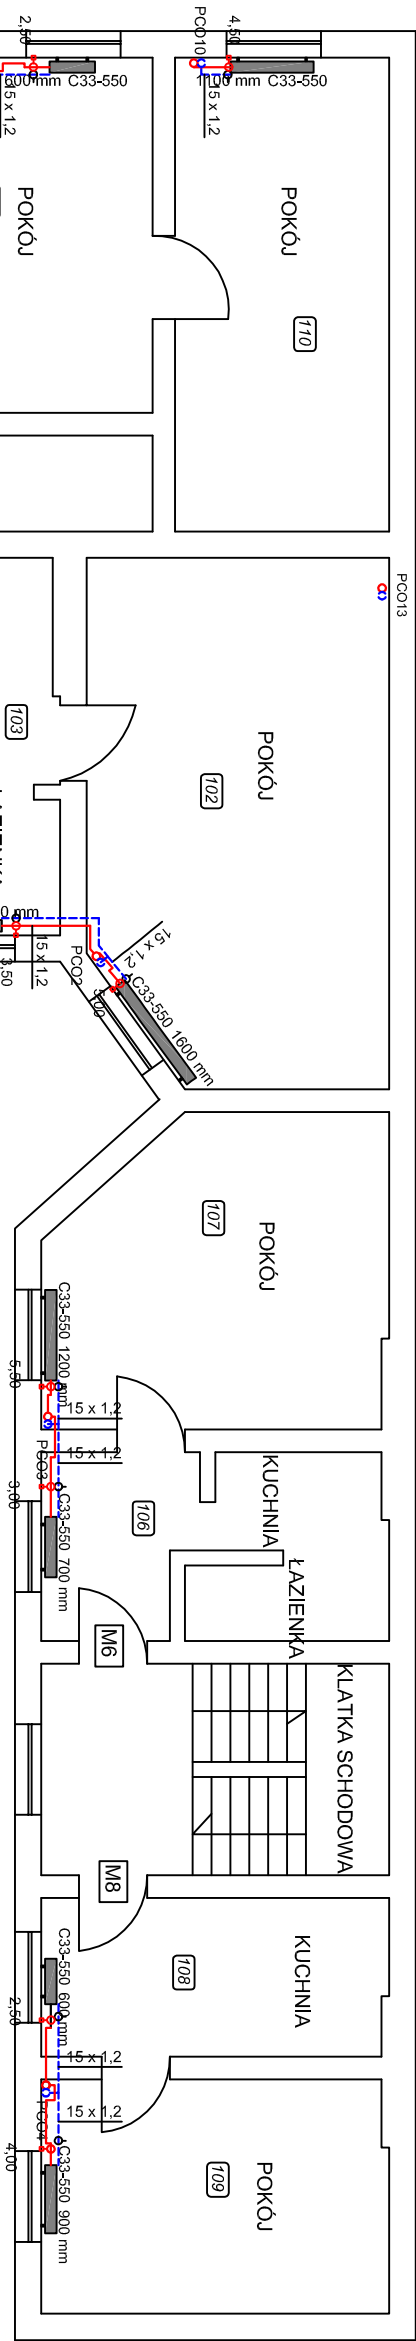 2,50
600 mm  C33-550
15 x 1,2
POKÓJ
PCO10
4,50
1100 mm  C33-550
15 x 1,2
POKÓJ
110
PCO13
POKÓJ
102
103
0 mm
15 x 1,2
3,50
PCO2
15 x 1,2
C33-550  1600 mm
5,00
POKÓJ
107
C33-550  1200 mm
5,50
15 x 1,2
15 x 1,2
PCO3
C33-550  700 mm
3,00
106
KUCHNIA
ŁAZIENKA
M6
KLATKA SCHODOWA
M8
KUCHNIA
108
C33-550  600 mm
2,50
15 x 1,2
15 x 1,2
PCO4
C33-550  900 mm
4,00
109
POKÓJ